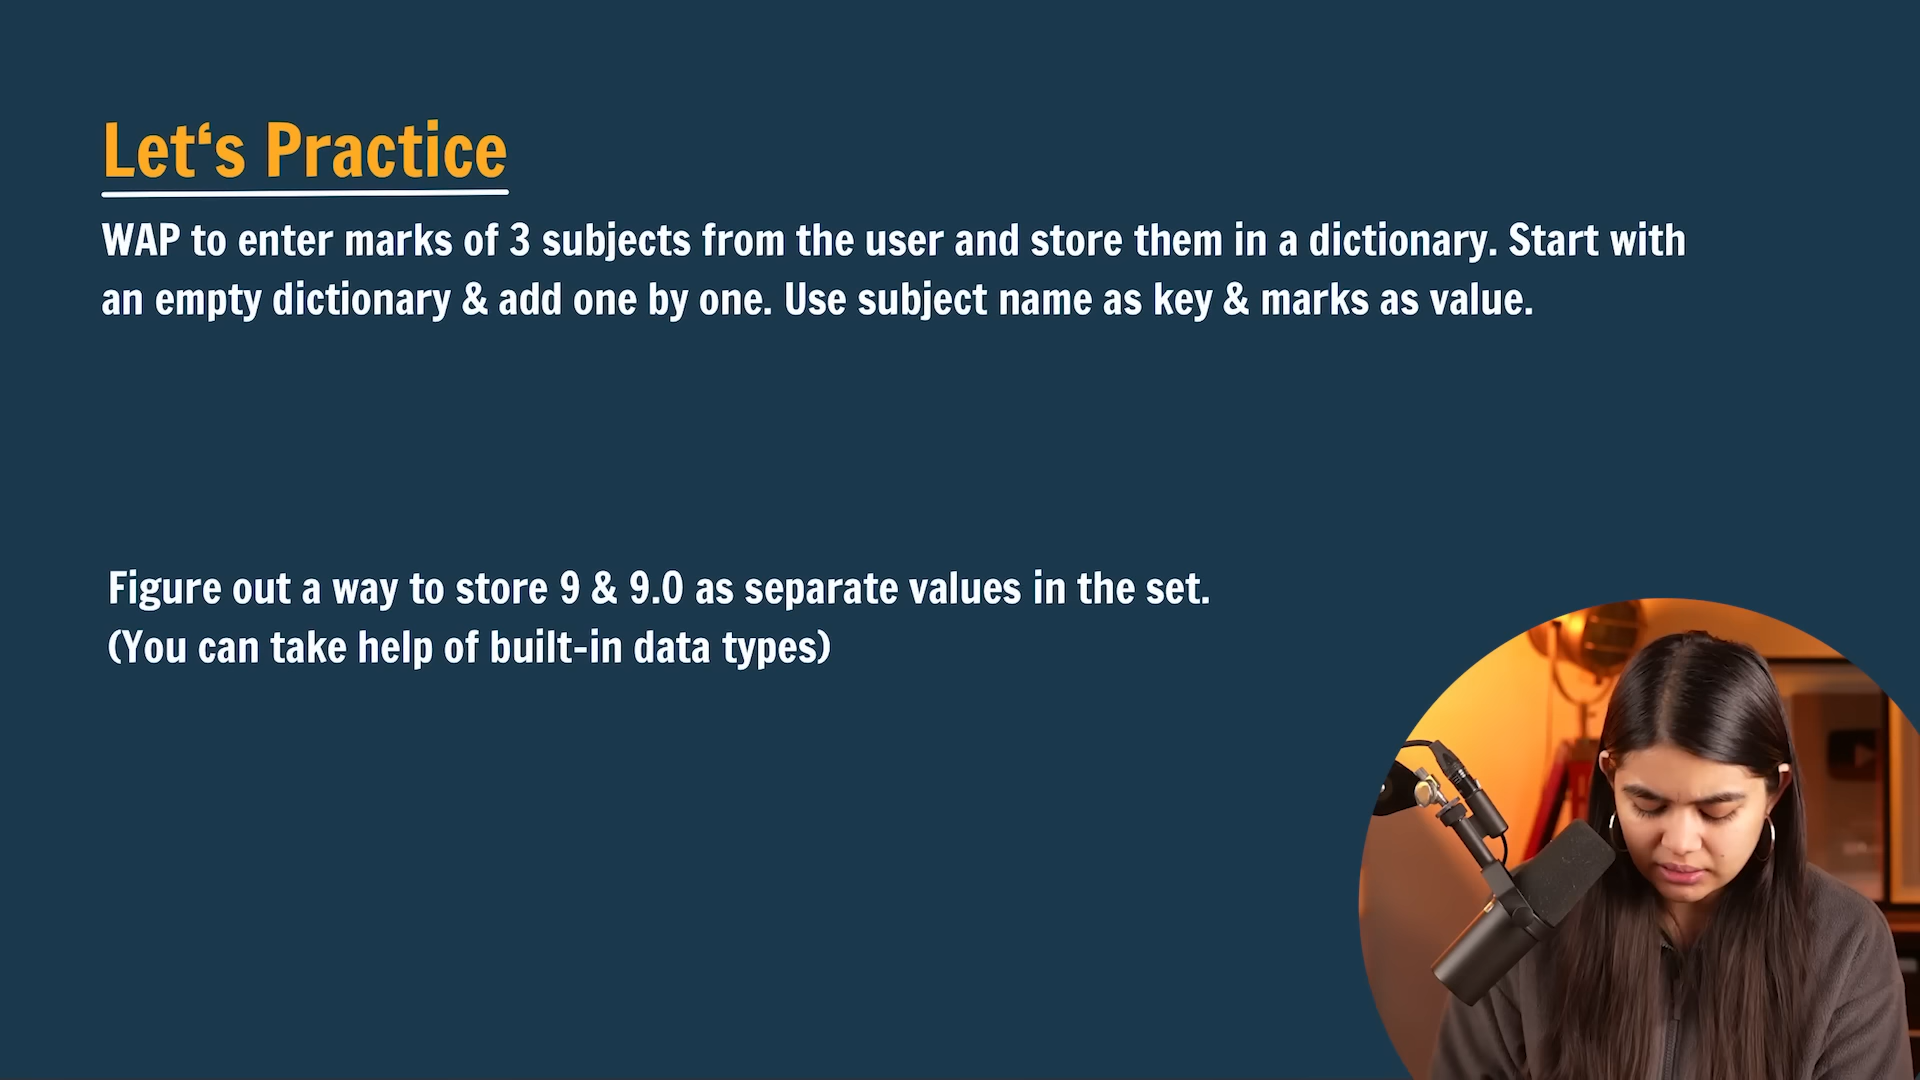 Let‘s Practice
WAP to enter marks of 3 subjects from the user and store them in a dictionary. Start with
an empty dictionary & add one by one. Use subject name as key & marks as value.
Figure out a way to store 9 & 9.0 as separate values in the set.
(You can take help of built-in data types)